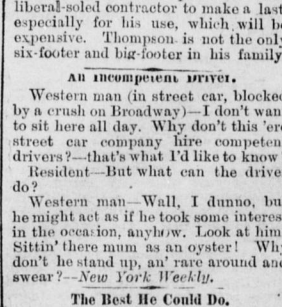 liberal-soled contractor to make a last
especially for his use, which will be
expensive. Thompson is not the only
six-footer and big-footer in his family
An Incompetent Driver.
Western man (in street car, blocked
by a crush on Broadway)—I don't want
to sit here all day. Why don't this 'ere
street car company hire competent
drivers?—that's what I'd like to know
Resident—But what can the drive
do?
Western man—Wall, I dunno, but
he might act as if he took some interes
in the occasion, anyhow. Look at him
Sittin' there mum as an oyster! Why
don't he stand up, an' rare around and
swear?—New York Weekly.
The Best He Could Do.